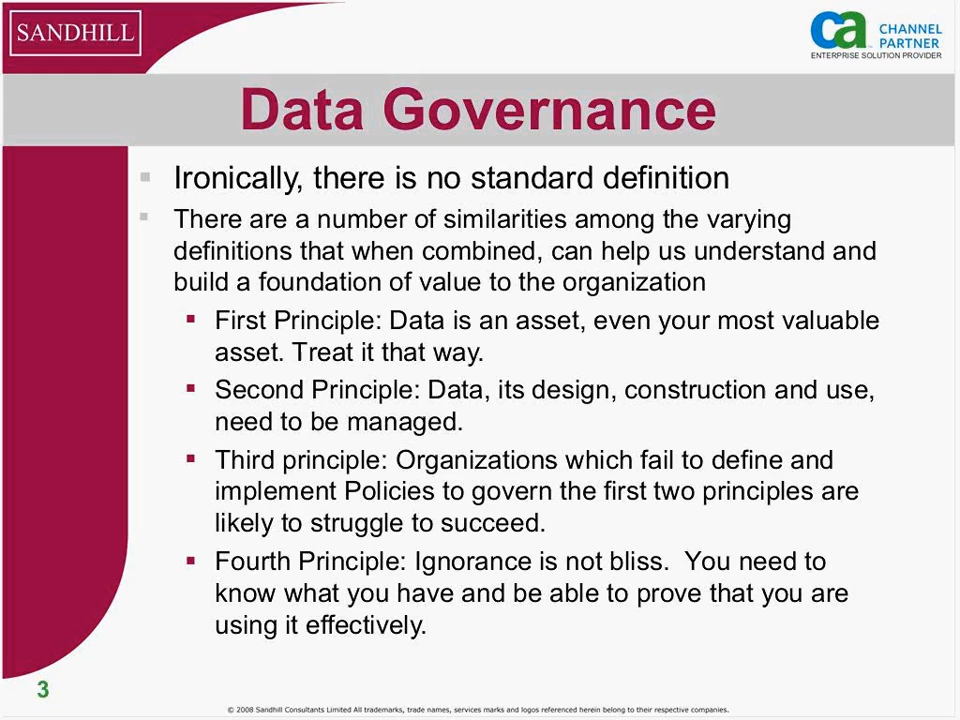 SANDHILL
ca
CHANNEL
PARTNER
ENTERPRISE SOLUTION PROVIDER
Data Governance
Ironically, there is no standard definition
There are a number of similarities among the varying
definitions that when combined, can help us understand and
build a foundation of value to the organization
First Principle: Data is an asset, even your most valuable
asset. Treat it that way.
Second Principle: Data, its design, construction and use,
need to be managed.
Third principle: Organizations which fail to define and
implement Policies to govern the first two principles are
likely to struggle to succeed.
Fourth Principle: Ignorance is not bliss.  You need to
know what you have and be able to prove that you are
using it effectively.
3
© 2008 Sandhill Consultants Limited All trademarks, trade names, services marks and logos referenced herein belong to their respective companies.